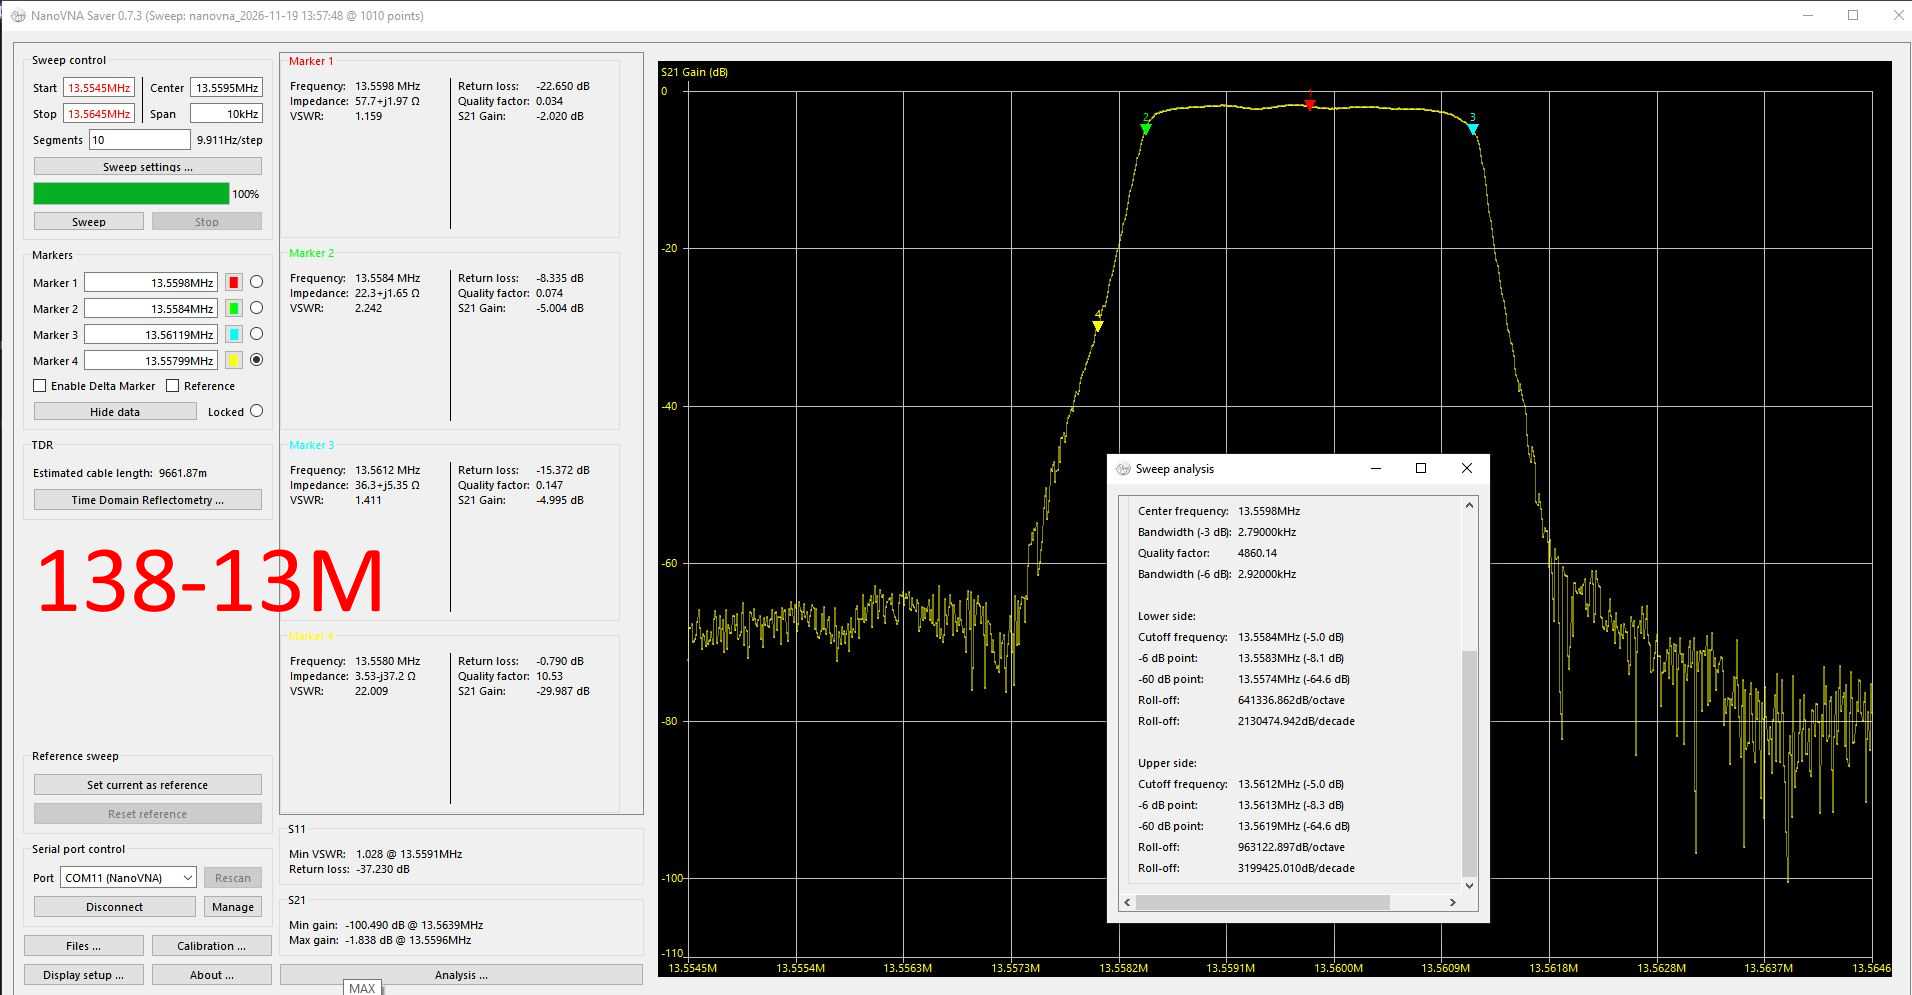 NanoVNA Saver 0.7.3 (Sweep: nanovna_2026-11-19 13:57:48 @ 1010 points)
Sweep control
Start 13.5545MHz Center 13.5595MHz
Stop 13.5645MHz Span 10kHz
Segments 10 9.911Hz/step
Sweep settings ...
100%
Sweep Stop
Markers
Marker 1 13.5598MHz
Marker 2 13.5584MHz
Marker 3 13.56119MHz
Marker 4 13.55799MHz
Enable Delta Marker Reference
Hide data Locked
TDR
Estimated cable length: 9661.87m
Time Domain Reflectometry ...
138-13M
Reference sweep
Set current as reference
Reset reference
Serial port control
Port COM11 (NanoVNA) Rescan
Disconnect Manage
Files ... Calibration ...
Display setup ... About ...
Marker 1
Frequency: 13.5598 MHz Return loss: -22.650 dB
Impedance: 57.7+j1.97 Ω Quality factor: 0.034
VSWR: 1.159 S21 Gain: -2.020 dB
Marker 2
Frequency: 13.5584 MHz Return loss: -8.335 dB
Impedance: 22.3+j1.65 Ω Quality factor: 0.074
VSWR: 2.242 S21 Gain: -5.004 dB
Marker 3
Frequency: 13.5612 MHz Return loss: -15.372 dB
Impedance: 36.3+j5.35 Ω Quality factor: 0.147
VSWR: 1.411 S21 Gain: -4.995 dB
Marker 4
Frequency: 13.5580 MHz Return loss: -0.790 dB
Impedance: 3.53-j37.2 Ω Quality factor: 10.53
VSWR: 22.009 S21 Gain: -29.987 dB
S11
Min VSWR: 1.028 @ 13.5591MHz
Return loss: -37.230 dB
S21
Min gain: -100.490 dB @ 13.5639MHz
Max gain: -1.838 dB @ 13.5596MHz
Analysis ...
MAX
S21 Gain (dB)
0
-20
-40
-60
-80
-100
-110
1
2
3
4
13.5545M 13.5554M 13.5563M 13.5573M 13.5582M 13.5591M 13.5600M 13.5609M 13.5618M 13.5628M 13.5637M 13.5646
Sweep analysis
Center frequency: 13.5598MHz
Bandwidth (-3 dB): 2.79000kHz
Quality factor: 4860.14
Bandwidth (-6 dB): 2.92000kHz
Lower side:
Cutoff frequency: 13.5584MHz (-5.0 dB)
-6 dB point: 13.5583MHz (-8.1 dB)
-60 dB point: 13.5574MHz (-64.6 dB)
Roll-off: 641336.862dB/octave
Roll-off: 2130474.942dB/decade
Upper side:
Cutoff frequency: 13.5612MHz (-5.0 dB)
-6 dB point: 13.5613MHz (-8.3 dB)
-60 dB point: 13.5619MHz (-64.6 dB)
Roll-off: 963122.897dB/octave
Roll-off: 3199425.010dB/decade